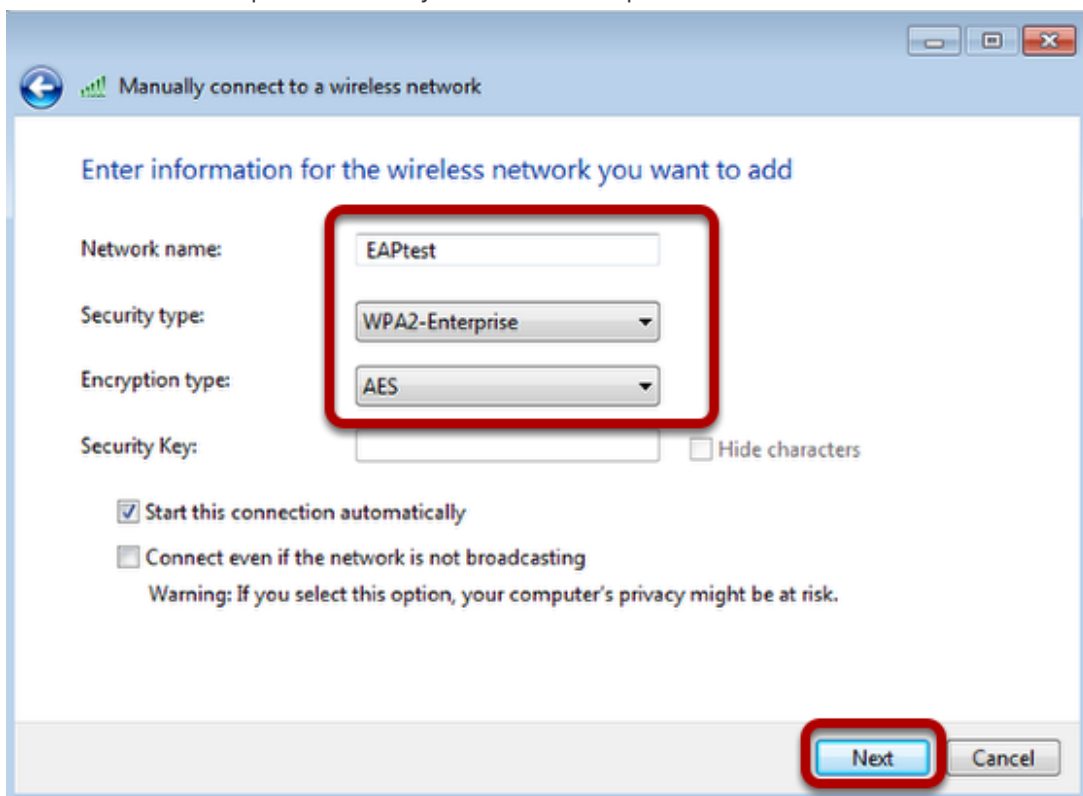 Manually connect to a wireless network
Enter information for the wireless network you want to add
Network name: EAPtest
Security type: WPA2-Enterprise
Encryption type: AES
Security Key: Hide characters
Start this connection automatically
Connect even if the network is not broadcasting
Warning: If you select this option, your computer's privacy might be at risk.
Next Cancel